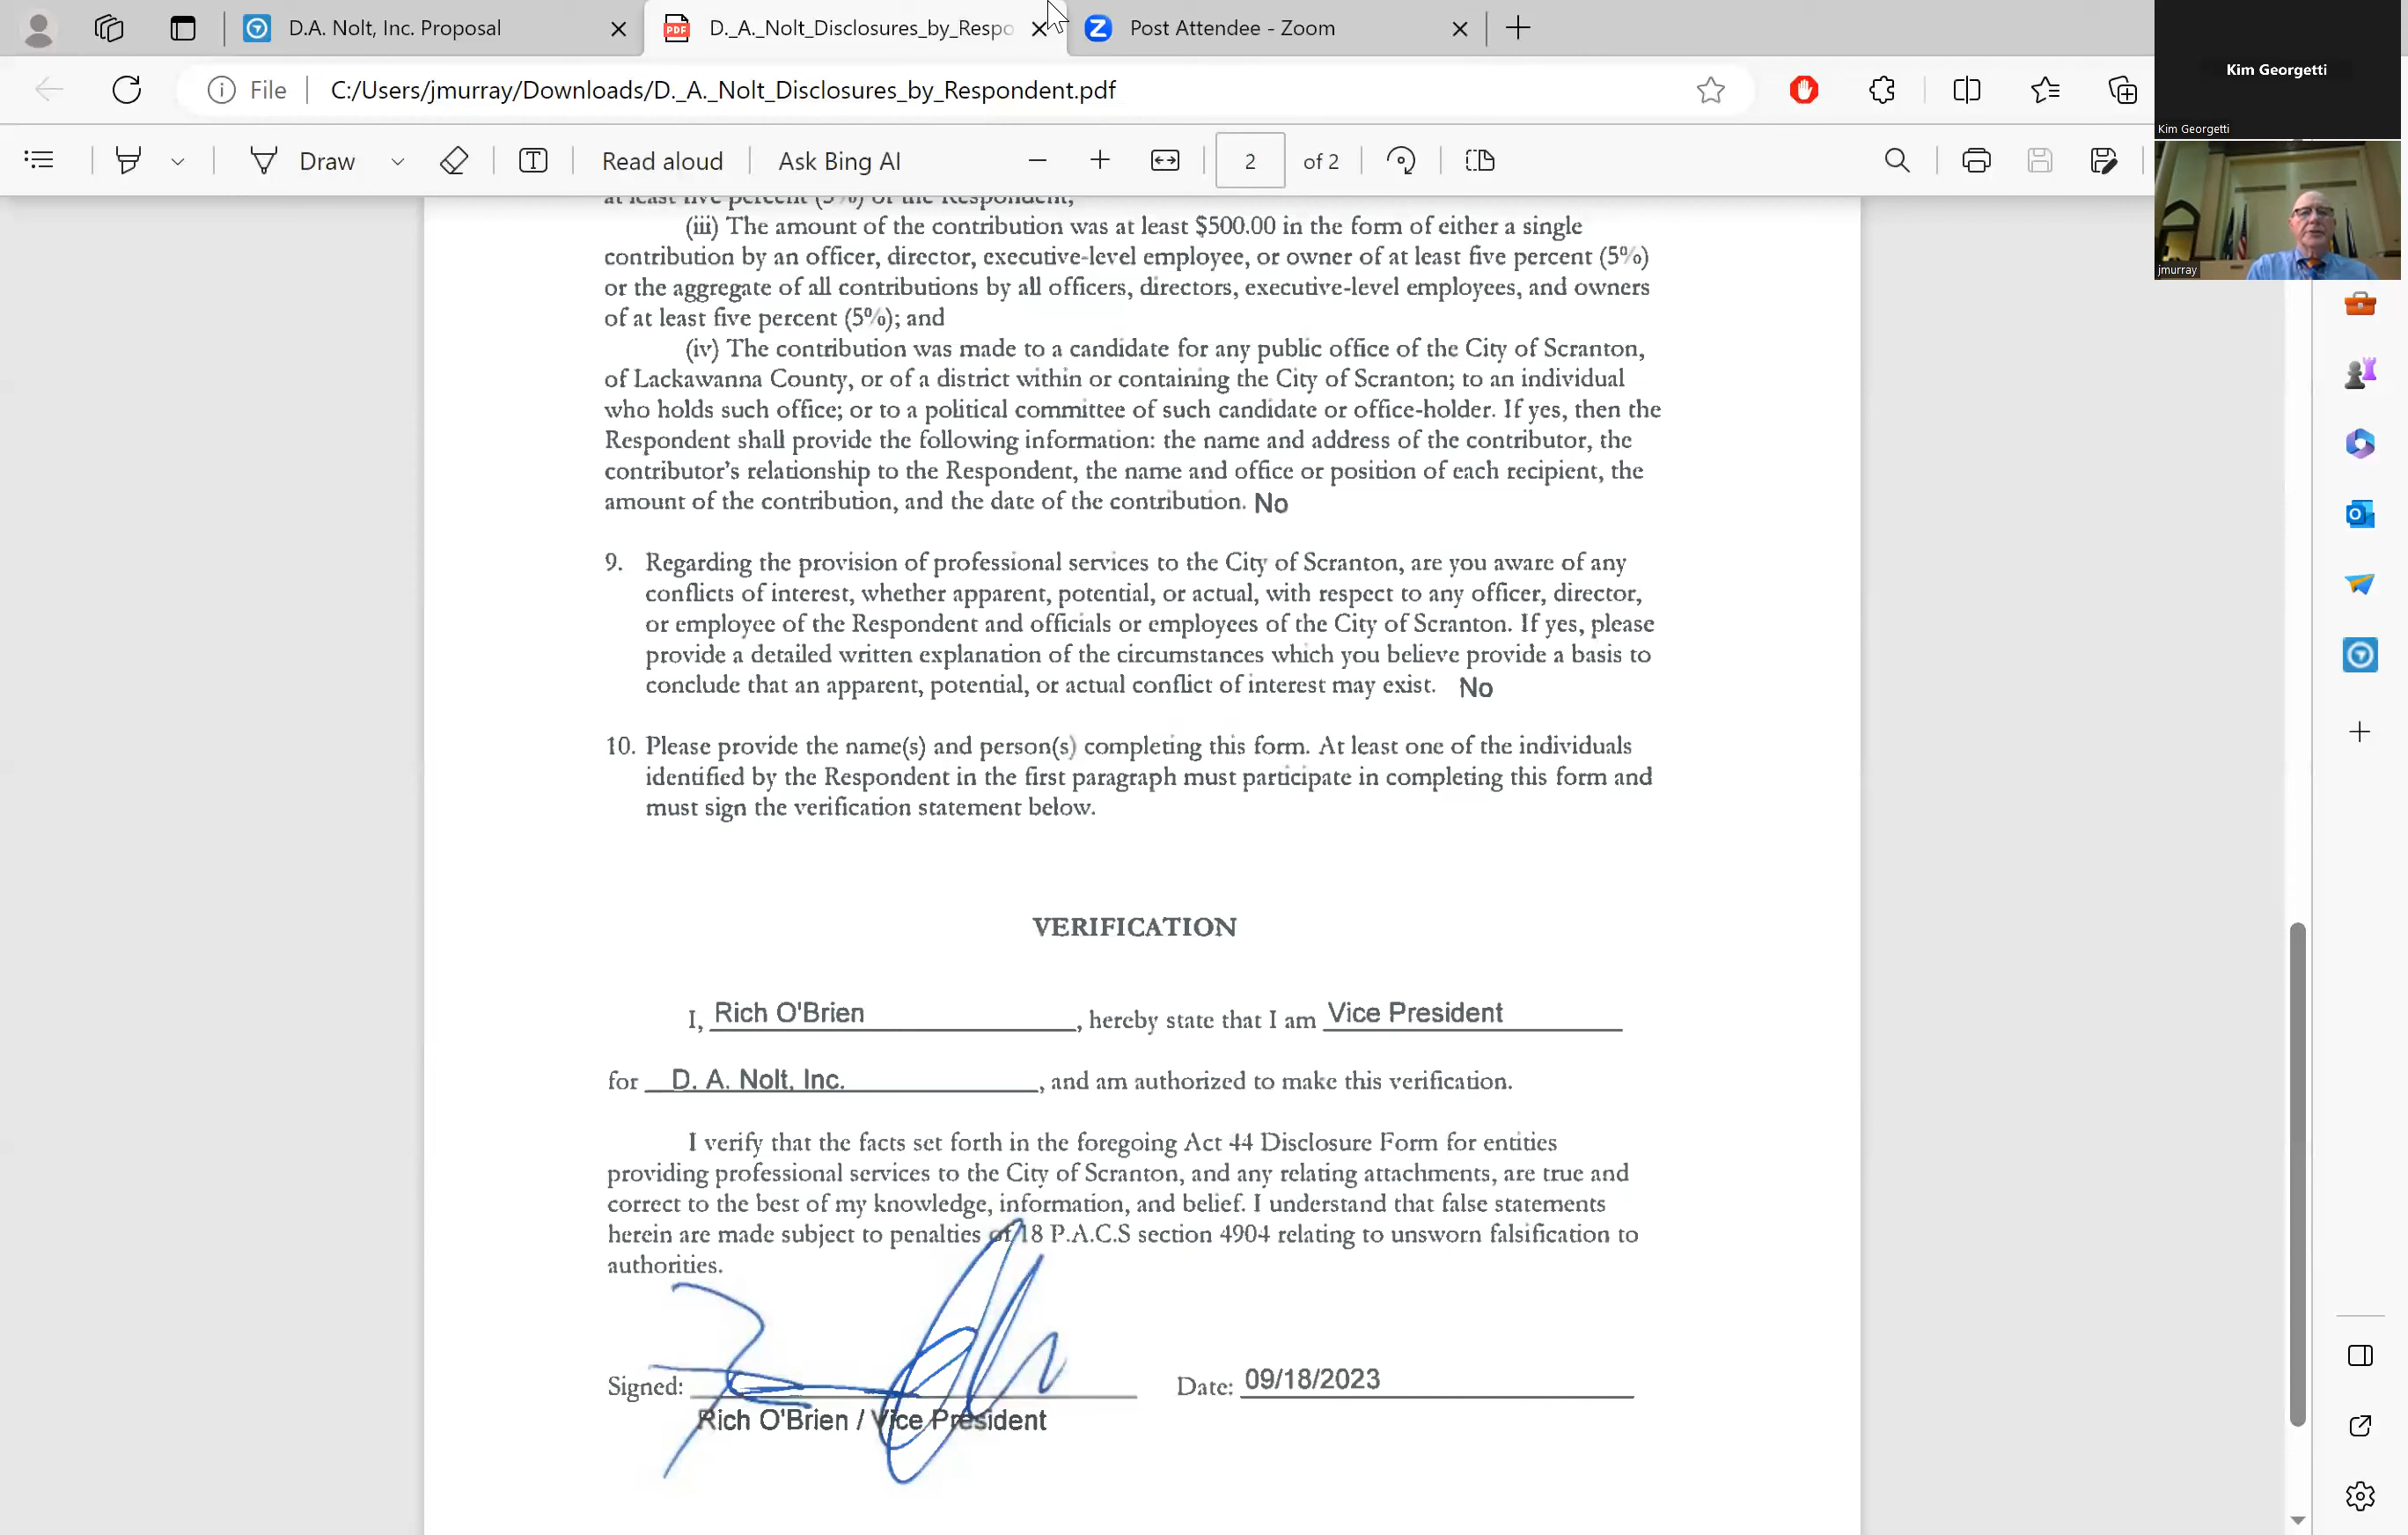 D.A. Nolt, Inc. Proposal
D._A._Nolt_Disclosures_by_Respo
Post Attendee - Zoom
File
C:/Users/jmurray/Downloads/D._A._Nolt_Disclosures_by_Respondent.pdf
Kim Georgetti
Kim Georgetti
jmurray
Draw
Read aloud
Ask Bing AI
2 of 2
at least five percent (5%) of the Respondent;
(iii) The amount of the contribution was at least $500.00 in the form of either a single
contribution by an officer, director, executive-level employee, or owner of at least five percent (5%)
or the aggregate of all contributions by all officers, directors, executive-level employees, and owners
of at least five percent (5%); and
(iv) The contribution was made to a candidate for any public office of the City of Scranton,
of Lackawanna County, or of a district within or containing the City of Scranton; to an individual
who holds such office; or to a political committee of such candidate or office-holder. If yes, then the
Respondent shall provide the following information: the name and address of the contributor, the
contributor's relationship to the Respondent, the name and office or position of each recipient, the
amount of the contribution, and the date of the contribution. No
9. Regarding the provision of professional services to the City of Scranton, are you aware of any
conflicts of interest, whether apparent, potential, or actual, with respect to any officer, director,
or employee of the Respondent and officials or employees of the City of Scranton. If yes, please
provide a detailed written explanation of the circumstances which you believe provide a basis to
conclude that an apparent, potential, or actual conflict of interest may exist. No
10. Please provide the name(s) and person(s) completing this form. At least one of the individuals
identified by the Respondent in the first paragraph must participate in completing this form and
must sign the verification statement below.
VERIFICATION
I, Rich O'Brien, hereby state that I am Vice President
for D. A. Nolt, Inc., and am authorized to make this verification.
I verify that the facts set forth in the foregoing Act 44 Disclosure Form for entities
providing professional services to the City of Scranton, and any relating attachments, are true and
correct to the best of my knowledge, information, and belief. I understand that false statements
herein are made subject to penalties of 18 P.A.C.S section 4904 relating to unsworn falsification to
authorities.
Signed: Date: 09/18/2023
Rich O'Brien / Vice President